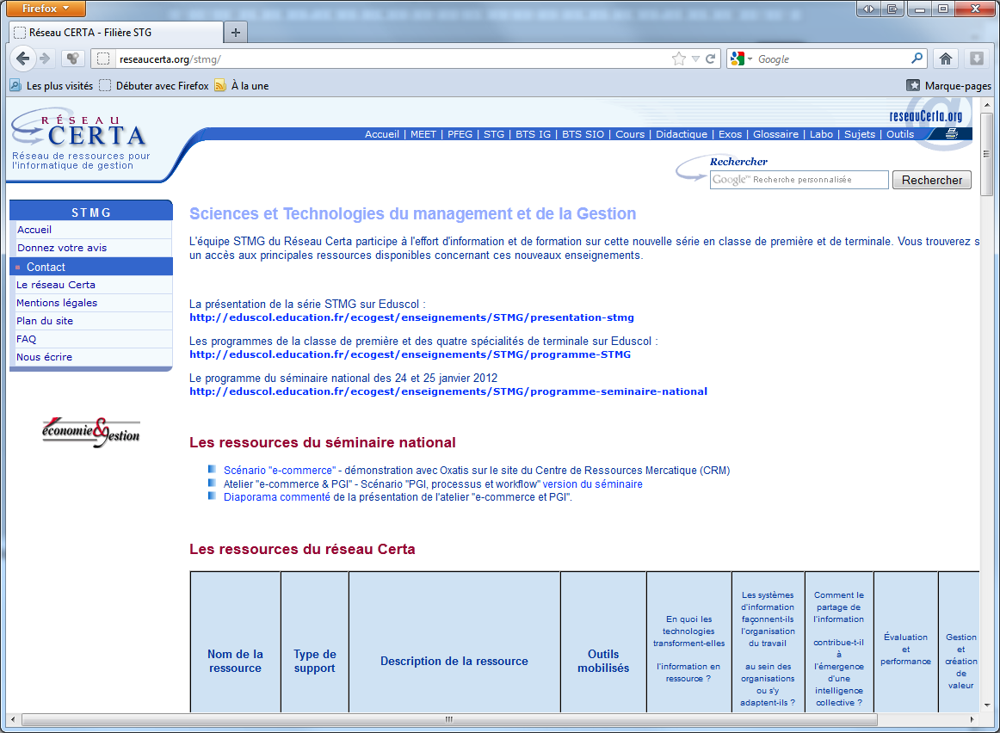 Firefox
Réseau CERTA - Filière STG
reseaucerta.org/stmg/
Google
Les plus visités
Débuter avec Firefox
À la une
Marque-pages
RÉSEAU
CERTA
Réseau de ressources pour
l'informatique de gestion
reseauCerta.org
Accueil | MEET | PFEG | STG | BTS IG | BTS SIO | Cours | Didactique | Exos | Glossaire | Labo | Sujets | Outils
Rechercher
Google™ Recherche personnalisée
Rechercher
STMG
Accueil
Donnez votre avis
Contact
Le réseau Certa
Mentions légales
Plan du site
FAQ
Nous écrire
économie&gestion
Sciences et Technologies du management et de la Gestion
L'équipe STMG du Réseau Certa participe à l'effort d'information et de formation sur cette nouvelle série en classe de première et de terminale. Vous trouverez s
un accès aux principales ressources disponibles concernant ces nouveaux enseignements.
La présentation de la série STMG sur Eduscol :
http://eduscol.education.fr/ecogest/enseignements/STMG/presentation-stmg
Les programmes de la classe de première et des quatre spécialités de terminale sur Eduscol :
http://eduscol.education.fr/ecogest/enseignements/STMG/programme-STMG
Le programme du séminaire national des 24 et 25 janvier 2012
http://eduscol.education.fr/ecogest/enseignements/STMG/programme-seminaire-national
Les ressources du séminaire national
Scénario "e-commerce" - démonstration avec Oxatis sur le site du Centre de Ressources Mercatique (CRM)
Atelier "e-commerce & PGI" - Scénario "PGI, processus et workflow" version du séminaire
Diaporama commenté de la présentation de l'atelier "e-commerce et PGI".
Les ressources du réseau Certa
Nom de la
ressource
Type de
support
Description de la ressource
Outils
mobilisés
En quoi les
technologies
transforment-elles
l'information en
ressource ?
Les systèmes
d'information
façonnent-ils
l'organisation
du travail
au sein des
organisations
ou s'y
adaptent-ils ?
Comment le
partage de
l'information
contribue-t-il
à
l'émergence
d'une
intelligence
collective ?
Évaluation
et
performance
Gestion
et
création
de
valeur